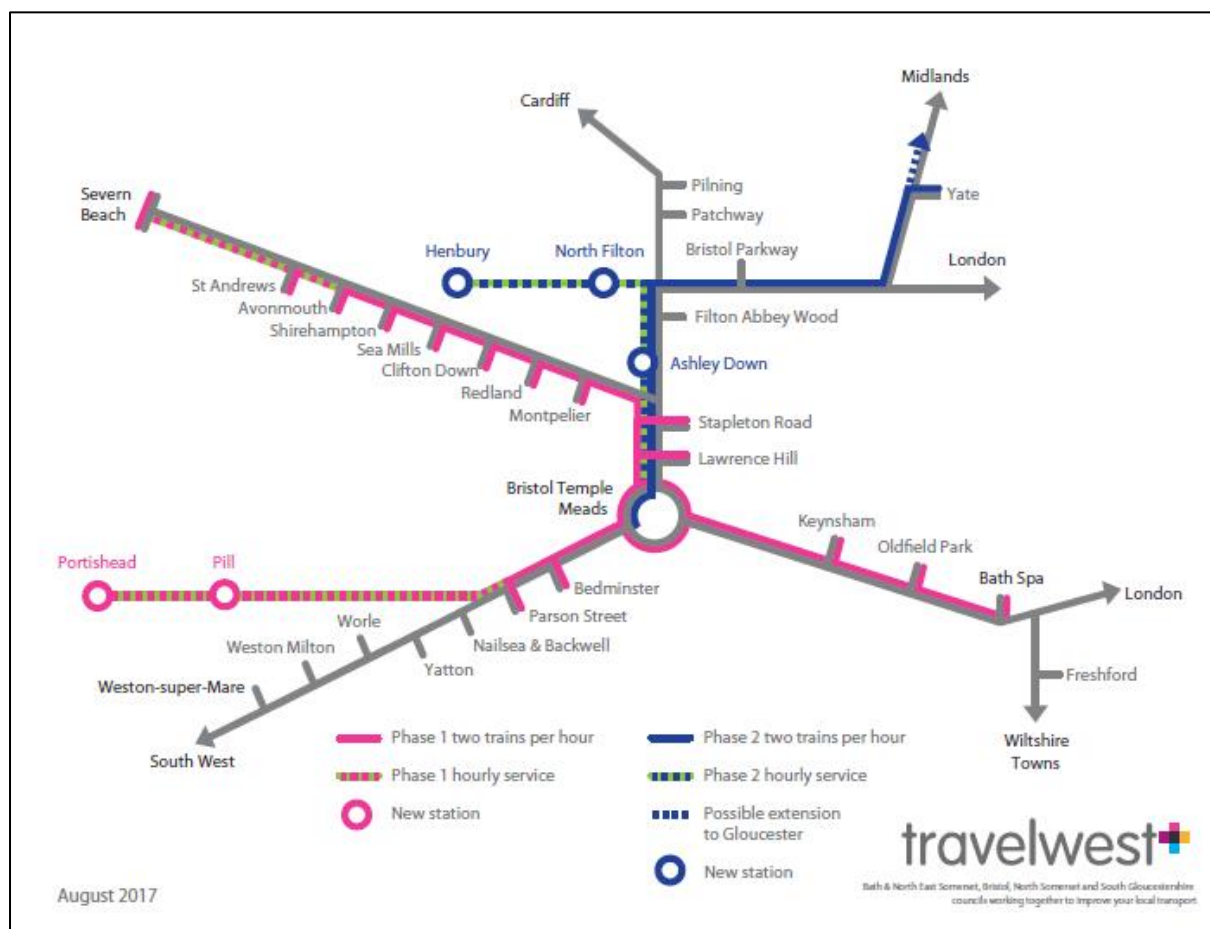 Midlands
Cardiff
Pilning
Severn
Beach
Yate
Patchway
Henbury
North Filton
Bristol Parkway
London
St Andrews
Avonmouth
Filton Abbey Wood
Shirehampton
Sea Mills
Ashley Down
Clifton Down
Redland
Montpelier
Stapleton Road
Lawrence Hill
Bristol Temple
Meads
Keynsham
Oldfield Park
Portishead
Pill
Bath Spa
Bedminster
London
Parson Street
Worle
Nailsea & Backwell
Weston Milton
Yatton
Freshford
Weston-super-Mare
South West
Wiltshire
Towns
Phase 1 two trains per hour
Phase 1 hourly service
New station
Phase 2 two trains per hour
Phase 2 hourly service
Possible extension
to Gloucester
New station
travelwest
Bath & North East Somerset, Bristol, North Somerset and South Gloucestershire
councils working together to improve your local transport
August 2017